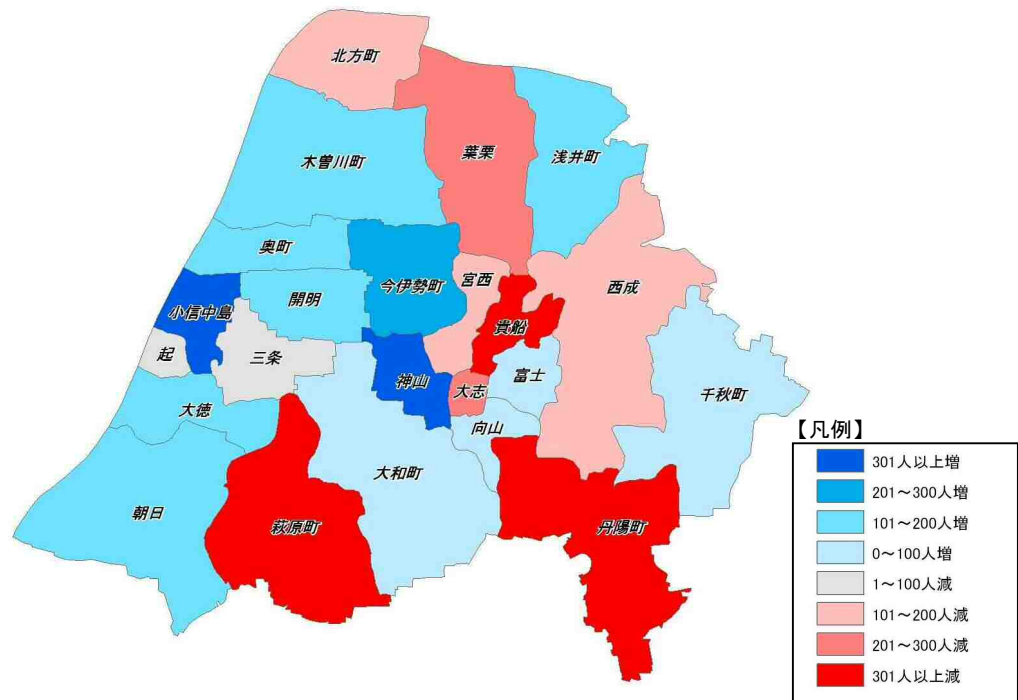 北方町
葉栗
浅井町
木曽川町
奥町
今伊勢町
宮西
西成
開明
小信中島
貴船
起
三条
神山
大志
富士
千秋町
大徳
向山
大和町
朝日
萩原町
丹陽町
【凡例】
301人以上増
201～300人増
101～200人増
0～100人増
1～100人減
101～200人減
201～300人減
301人以上減